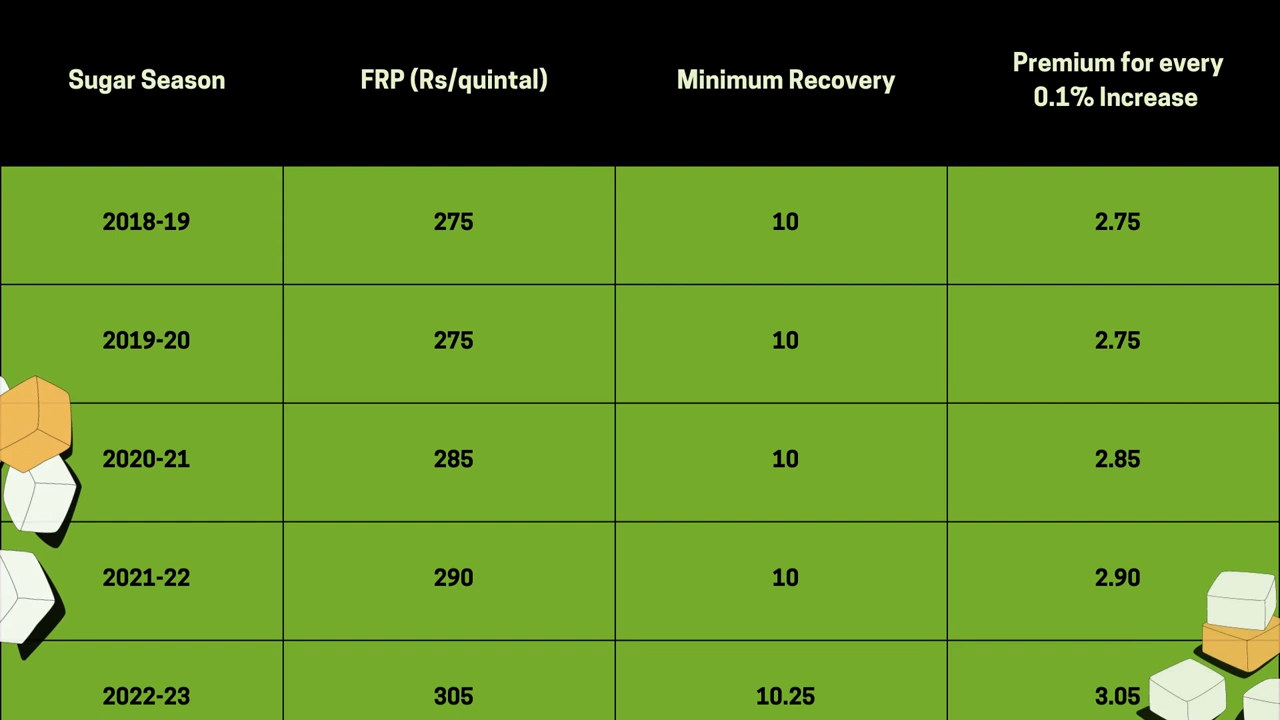 Sugar Season FRP (Rs/quintal) Minimum Recovery Premium for every
0.1% Increase
2018-19 275 10 2.75
2019-20 275 10 2.75
2020-21 285 10 2.85
2021-22 290 10 2.90
2022-23 305 10.25 3.05